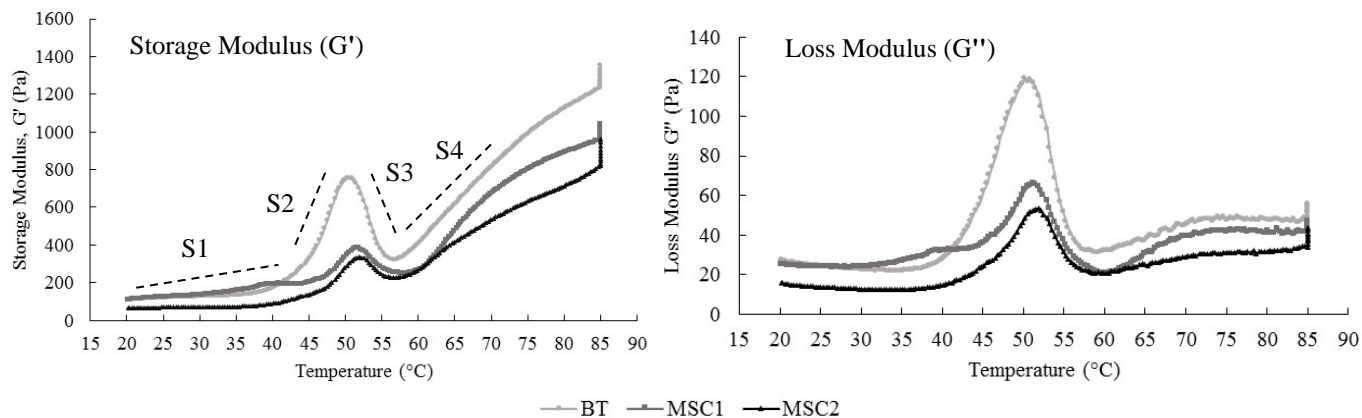 Storage Modulus (G')
Storage Modulus, G' (Pa)
1600
1400
1200
1000
800
600
400
200
0
S1
S2
S3
S4
15 20 25 30 35 40 45 50 55 60 65 70 75 80 85 90
Temperature (°C)
Loss Modulus (G'')
Loss Modulus G'' (Pa)
140
120
100
80
60
40
20
0
15 20 25 30 35 40 45 50 55 60 65 70 75 80 85 90
Temperature (°C)
BT MSC1 MSC2